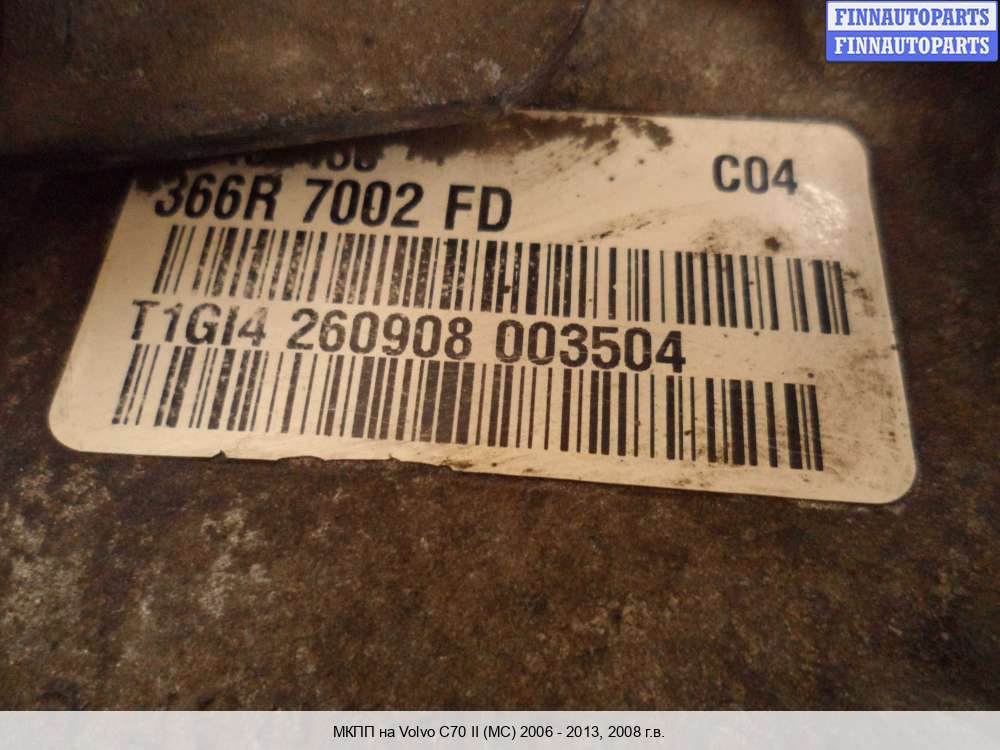 FINNAUTOPARTS
FINNAUTOPARTS
C04
366R 7002 FD
T1GI4 260908 003504
МКПП на Volvo C70 II (MC) 2006 - 2013, 2008 г.в.